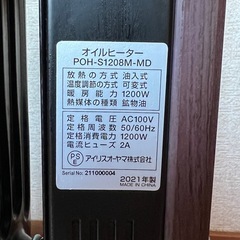 オイルヒーター
POH-S1208M-MD
放熱の方式 油入式
温度調節の方式 可変式
暖房能力 1200W
熱媒体の種類 鉱物油
定格電圧 AC100V
定格周波数 50/60Hz
定格消費電力 1200W
電流ヒューズ 2A
PSE アイリスオーヤマ株式会社
2021年製
Serial No: 211000004 MADE IN CHINA